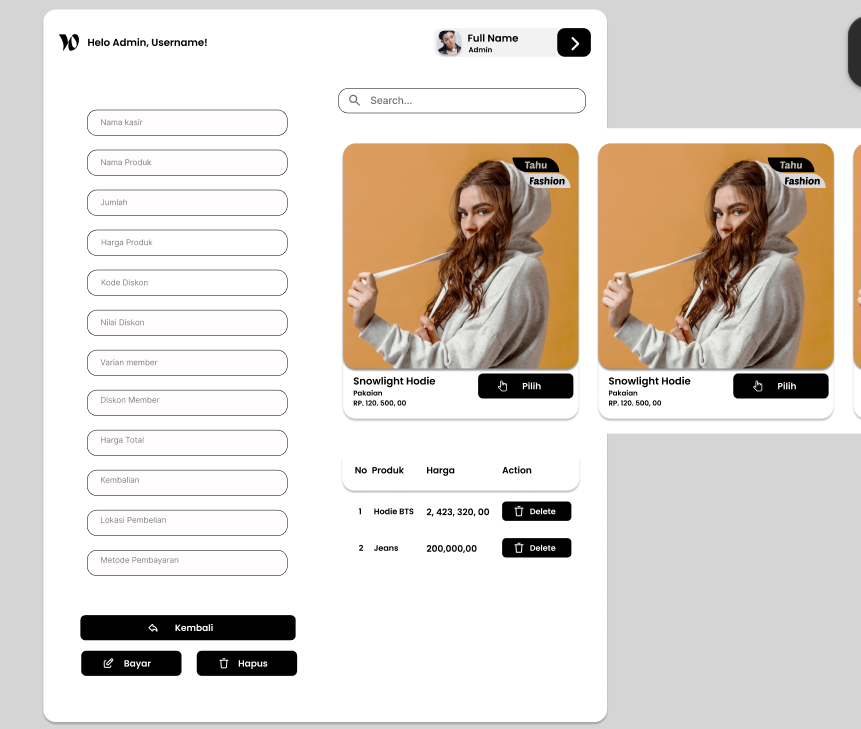 W Helo Admin, Username!
Full Name
Admin
Search...
Nama kasir
Nama Produk
Jumlah
Harga Produk
Kode Diskon
Nilai Diskon
Varian member
Diskon Member
Harga Total
Kembalian
Lokasi Pembelian
Metode Pembayaran
Kembali
Bayar
Hapus
Tahu
Fashion
Snowlight Hodie
Pakaian
RP. 120. 500, 00
Pilih
Tahu
Fashion
Snowlight Hodie
Pakaian
RP. 120. 500, 00
Pilih
No Produk Harga Action
1 Hodie BTS 2, 423, 320, 00 Delete
2 Jeans 200,000,00 Delete